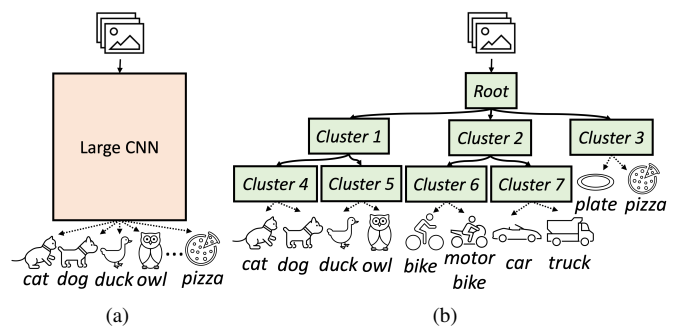 Large CNN
cat dog duck owl ... pizza
(a)
Root
Cluster 1 Cluster 2 Cluster 3
Cluster 4 Cluster 5 Cluster 6 Cluster 7
plate pizza
cat dog duck owl bike motor bike car truck
(b)